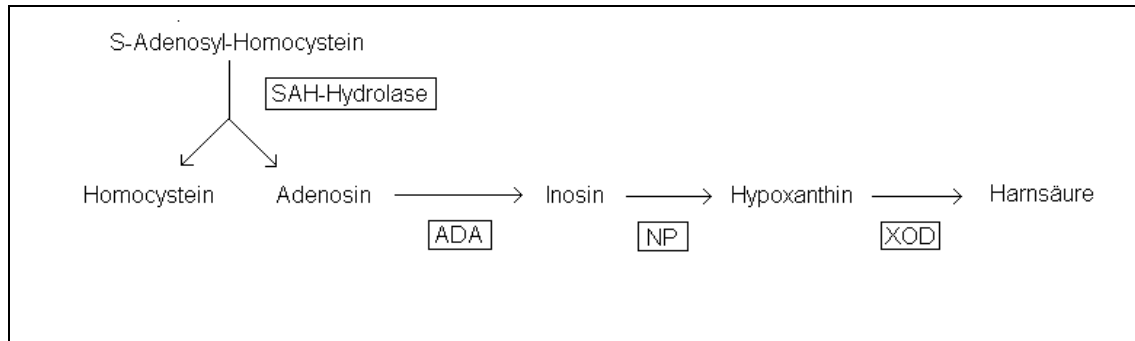 S-Adenosyl-Homocystein
SAH-Hydrolase
Homocystein Adenosin Inosin Hypoxanthin Harnsäure
ADA NP XOD